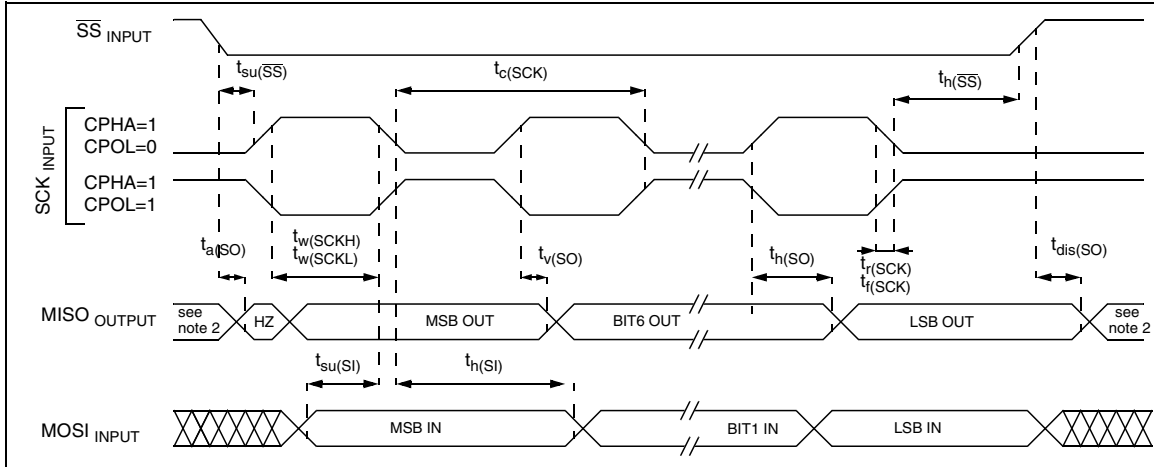 SS INPUT
tsu(SS)
tc(SCK)
th(SS)
SCK INPUT
CPHA=1
CPOL=0
CPHA=1
CPOL=1
ta(SO)
tw(SCKH)
tw(SCKL)
tv(SO)
th(SO)
tr(SCK)
tf(SCK)
tdis(SO)
MISO OUTPUT
see
note 2
HZ
MSB OUT
BIT6 OUT
LSB OUT
see
note 2
tsu(SI)
th(SI)
MOSI INPUT
MSB IN
BIT1 IN
LSB IN